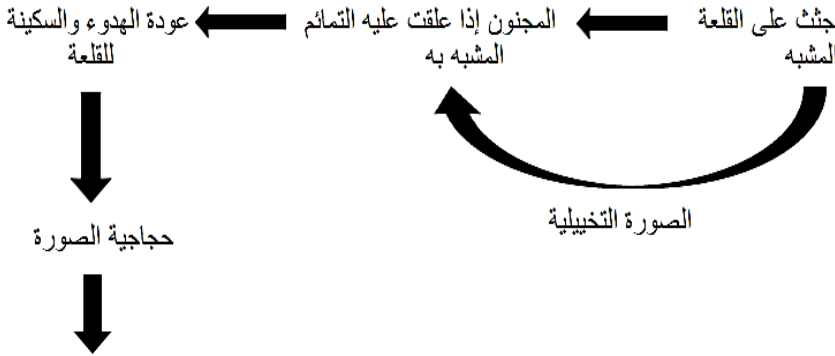 جثث على القلعة
المشبه
المجنون إذا علقت عليه التمائم
المشبه به
عودة الهدوء والسكينة
للقلعة
الصورة التخييلية
حجاجية الصورة